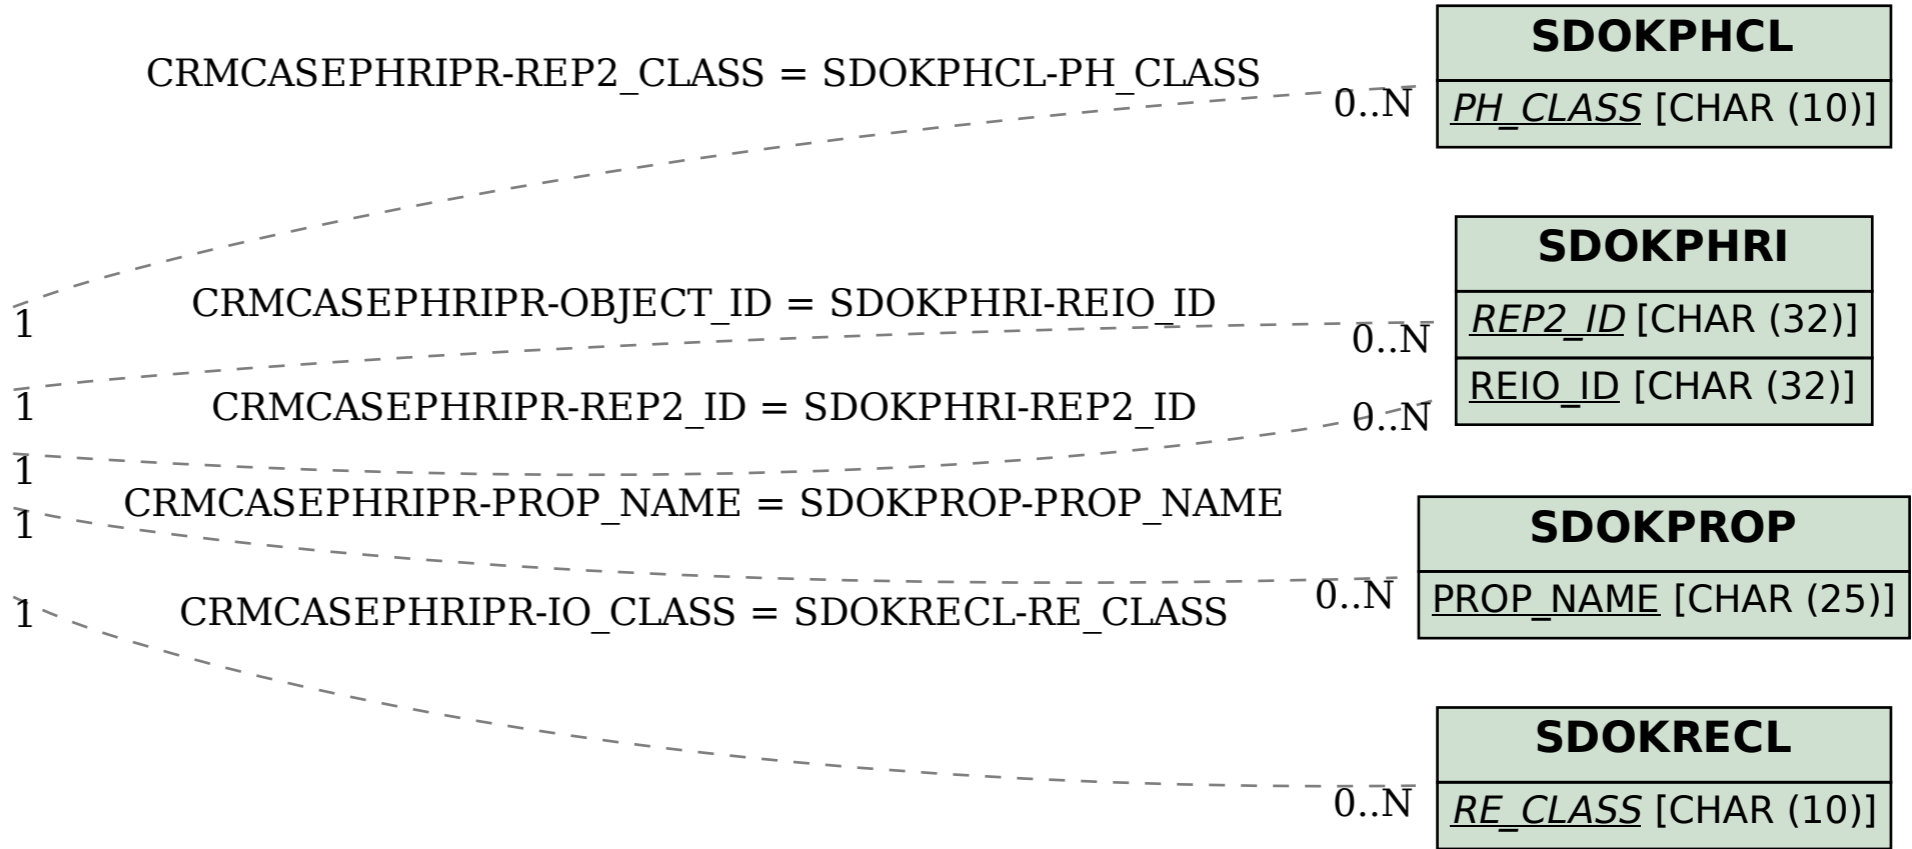 SDOKPHCL
CRMCASEPHRIPR-REP2_CLASS = SDOKPHCL-PH_CLASS
0..N
PH_CLASS [CHAR (10)]
SDOKPHRI
CRMCASEPHRIPR-OBJECT_ID = SDOKPHRI-REIO_ID
1
0..N
REP2_ID [CHAR (32)]
REIO_ID [CHAR (32)]
1
CRMCASEPHRIPR-REP2_ID = SDOKPHRI-REP2_ID
0..N
1
CRMCASEPHRIPR-PROP_NAME = SDOKPROP-PROP_NAME
1
SDOKPROP
0..N
PROP_NAME [CHAR (25)]
1
CRMCASEPHRIPR-IO_CLASS = SDOKRECL-RE_CLASS
SDOKRECL
0..N
RE_CLASS [CHAR (10)]